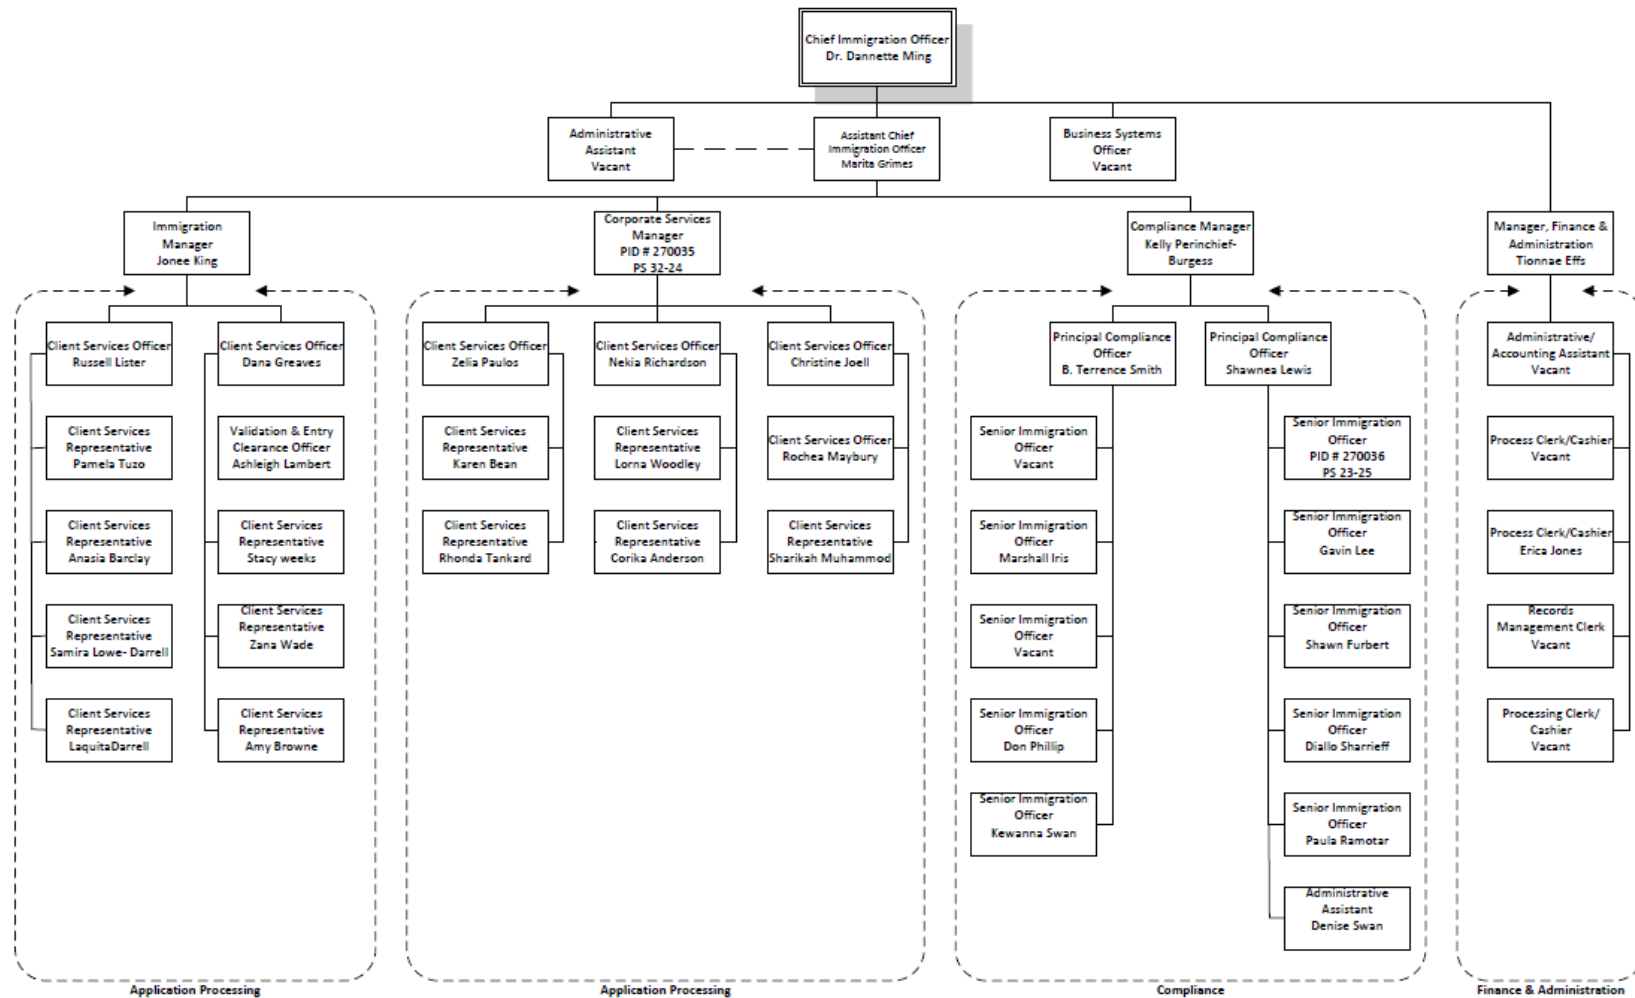 Chief Immigration Officer
Dr. Dannette Ming
Administrative
Assistant
Vacant
Assistant Chief
Immigration Officer
Marita Grimes
Business Systems
Officer
Vacant
Immigration
Manager
Jonee King
Corporate Services
Manager
PID # 270035
PS 32-24
Compliance Manager
Kelly Perinchief-
Burgess
Manager, Finance &
Administration
Tionnae Effs
Client Services Officer
Russell Lister
Client Services
Representative
Pamela Tuzo
Client Services
Representative
Anasia Barclay
Client Services
Representative
Samira Lowe- Darrell
Client Services
Representative
LaquitaDarrell
Client Services Officer
Dana Greaves
Validation & Entry
Clearance Officer
Ashleigh Lambert
Client Services
Representative
Stacy weeks
Client Services
Representative
Zana Wade
Client Services
Representative
Amy Browne
Client Services Officer
Zelia Paulos
Client Services
Representative
Karen Bean
Client Services
Representative
Rhonda Tankard
Client Services Officer
Nekia Richardson
Client Services
Representative
Lorna Woodley
Client Services
Representative
Corika Anderson
Client Services Officer
Christine Joell
Client Services Officer
Rochea Maybury
Client Services
Representative
Sharikah Muhammod
Principal Compliance
Officer
B. Terrence Smith
Senior Immigration
Officer
Vacant
Senior Immigration
Officer
Marshall Iris
Senior Immigration
Officer
Vacant
Senior Immigration
Officer
Don Phillip
Senior Immigration
Officer
Kewanna Swan
Principal Compliance
Officer
Shawnea Lewis
Senior Immigration
Officer
PID # 270036
PS 23-25
Senior Immigration
Officer
Gavin Lee
Senior Immigration
Officer
Shawn Furbert
Senior Immigration
Officer
Diallo Sharrieff
Senior Immigration
Officer
Paula Ramotar
Administrative
Assistant
Denise Swan
Administrative/
Accounting Assistant
Vacant
Process Clerk/Cashier
Vacant
Process Clerk/Cashier
Erica Jones
Records
Management Clerk
Vacant
Processing Clerk/
Cashier
Vacant
Application Processing
Application Processing
Compliance
Finance & Administration